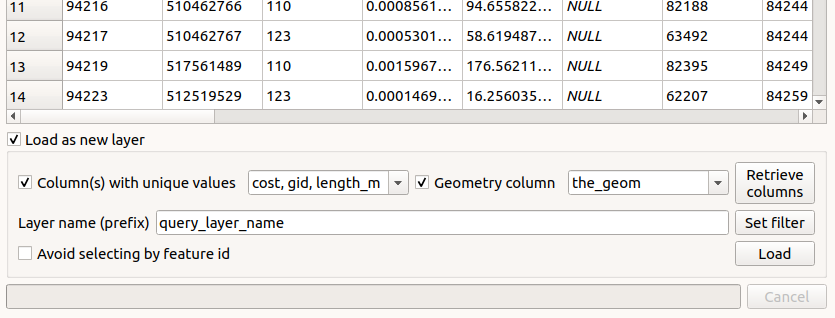 11 94216 510462766 110 0.0008561... 94.655822... NULL 82188 84244
12 94217 510462767 123 0.0005301... 58.619487... NULL 63492 84244
13 94219 517561489 110 0.0015967... 176.56211... NULL 82395 84249
14 94223 512519529 123 0.0001469... 16.256035... NULL 62207 84259
Load as new layer
Column(s) with unique values cost, gid, length_m Geometry column the_geom Retrieve
columns
Layer name (prefix) query_layer_name Set filter
Avoid selecting by feature id Load
Cancel